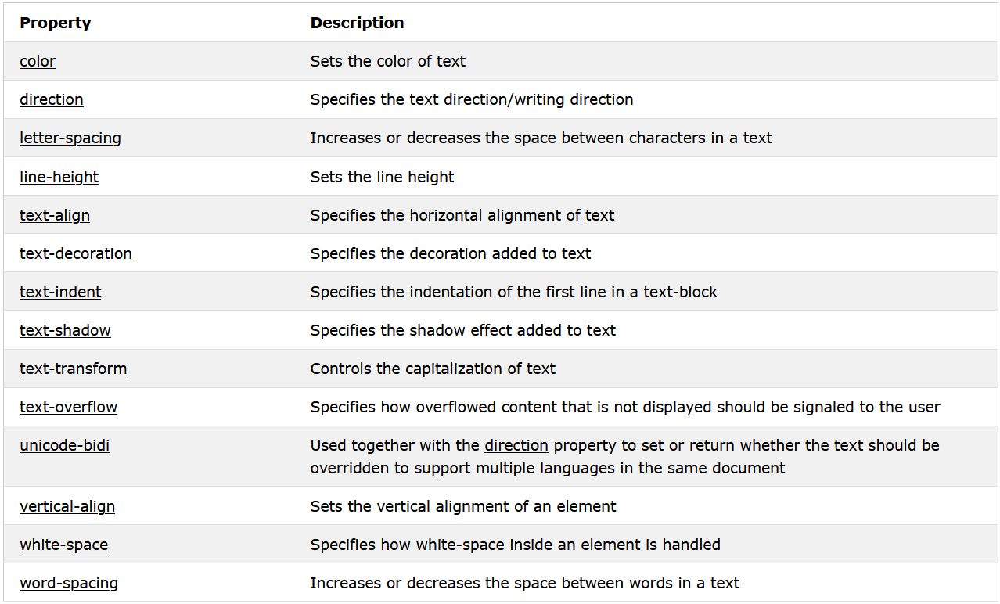 Property Description
color Sets the color of text
direction Specifies the text direction/writing direction
letter-spacing Increases or decreases the space between characters in a text
line-height Sets the line height
text-align Specifies the horizontal alignment of text
text-decoration Specifies the decoration added to text
text-indent Specifies the indentation of the first line in a text-block
text-shadow Specifies the shadow effect added to text
text-transform Controls the capitalization of text
text-overflow Specifies how overflowed content that is not displayed should be signaled to the user
unicode-bidi Used together with the direction property to set or return whether the text should be
overridden to support multiple languages in the same document
vertical-align Sets the vertical alignment of an element
white-space Specifies how white-space inside an element is handled
word-spacing Increases or decreases the space between words in a text